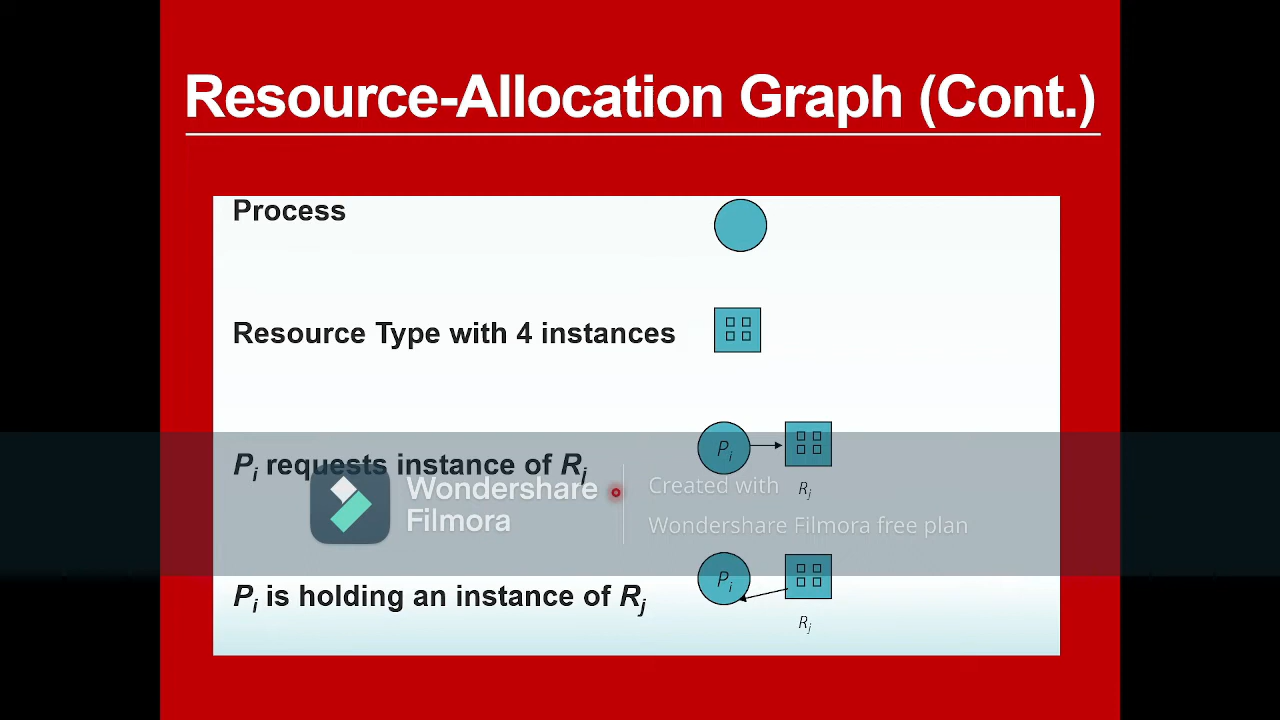 Resource-Allocation Graph (Cont.)
Process
Resource Type with 4 instances
Pi requests instance of Rj
Pi
Rj
Wondershare
Filmora
Created with
Wondershare Filmora free plan
Pi is holding an instance of Rj
Pi
Rj